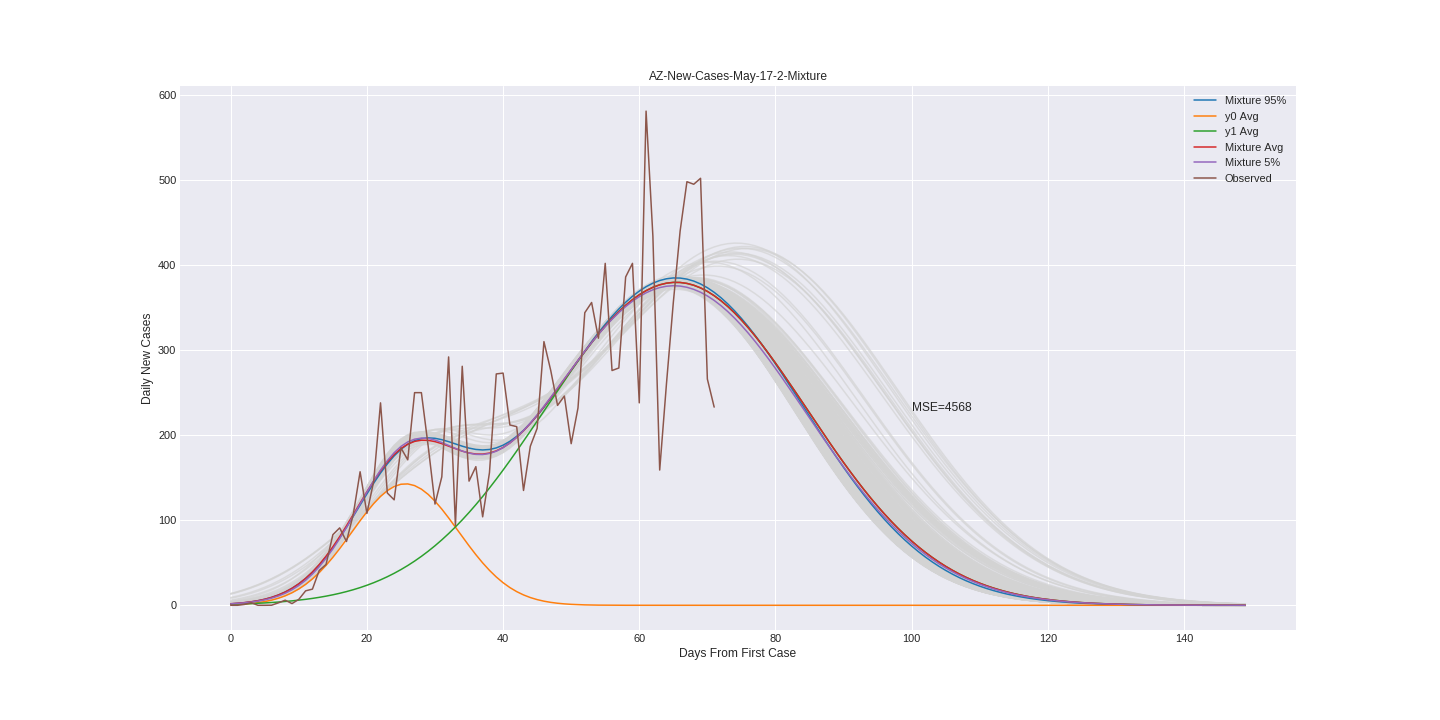 AZ-New-Cases-May-17-2-Mixture
600
500
400
300
200
100
0
Daily New Cases
Mixture 95%
y0 Avg
y1 Avg
Mixture Avg
Mixture 5%
Observed
MSE=4568
0 20 40 60 80 100 120 140
Days From First Case